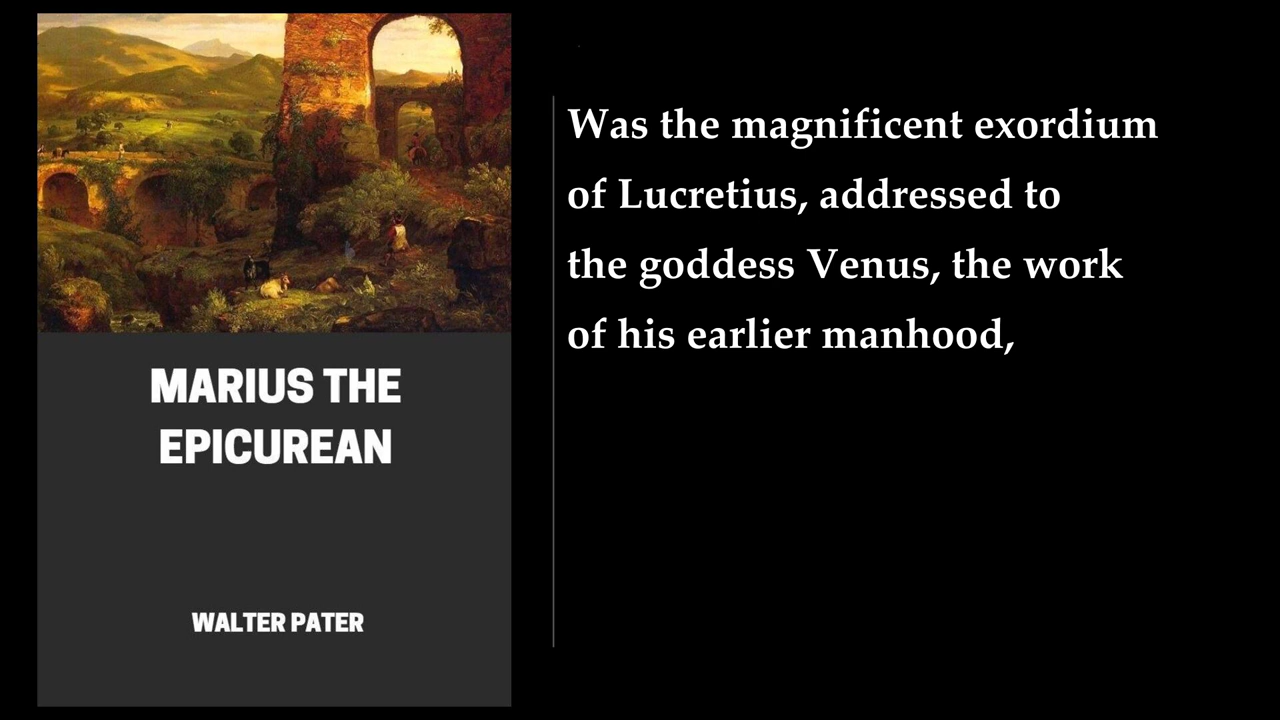 MARIUS THE
EPICUREAN
WALTER PATER
Was the magnificent exordium
of Lucretius, addressed to
the goddess Venus, the work
of his earlier manhood,